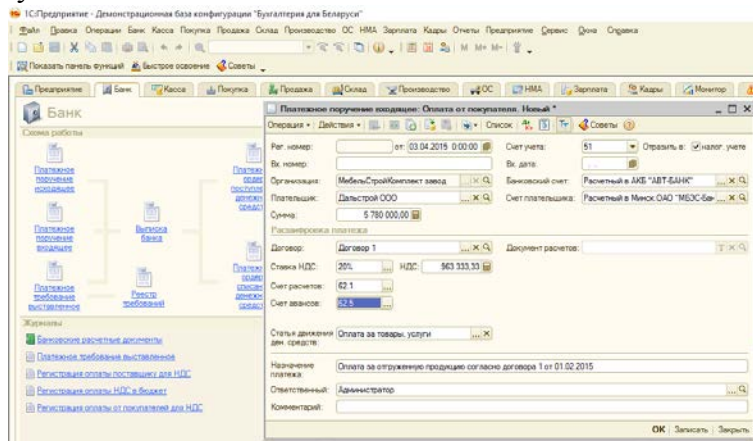 1С:Предприятие - Демонстрационная база конфигурации "Бухгалтерия для Беларуси"
Файл Правка Операции Банк Касса Покупка Продажа Склад Производство ОС НМА Зарплата Кадры Отчеты Предприятие Сервис Окна Справка
M M+ M-
Показать панель функций Быстрое освоение Советы
Предприятие Банк Касса Покупка Продажа Склад Производство ОС НМА Зарплата Кадры Монитор
Банк
Схема работы
Платежное поручение исходящее
Платежное поручение входящее
Выписка банка
Платежное требование выставленное
Реестр требований
Журналы
Банковские расчетные документы
Платежное требование выставленное
Регистрация оплаты поставщику для НДС
Регистрация оплаты НДС в бюджет
Регистрация оплаты от покупателей для НДС
Платежное поручение входящее: Оплата от покупателя. Новый *
Операция Действия Список Советы
Рег. номер: от: 03.04.2015 0:00:00 Счет учета: 51 Отразить в: налог. учете
Вх. номер: Вх. дата:
Организация: МебельСтройКомплект завод Банковский счет: Расчетный в АКБ "АВТ-БАНК"
Плательщик: Дальстрой ООО Счет плательщика: Расчетный в Минск ОАО "МБЭС-Бан
Сумма: 5 780 000,00
Расшифровка платежа
Договор: Договор 1 Документ расчетов:
Ставка НДС: 20% НДС: 963 333,33
Счет расчетов: 62.1
Счет авансов: 62.5
Статья движения ден. средств: Оплата за товары, услуги
Назначение платежа: Оплата за отгруженную продукцию согласно договора 1 от 01.02 2015
Ответственный: Администратор
Комментарий:
OK Записать Закрыть